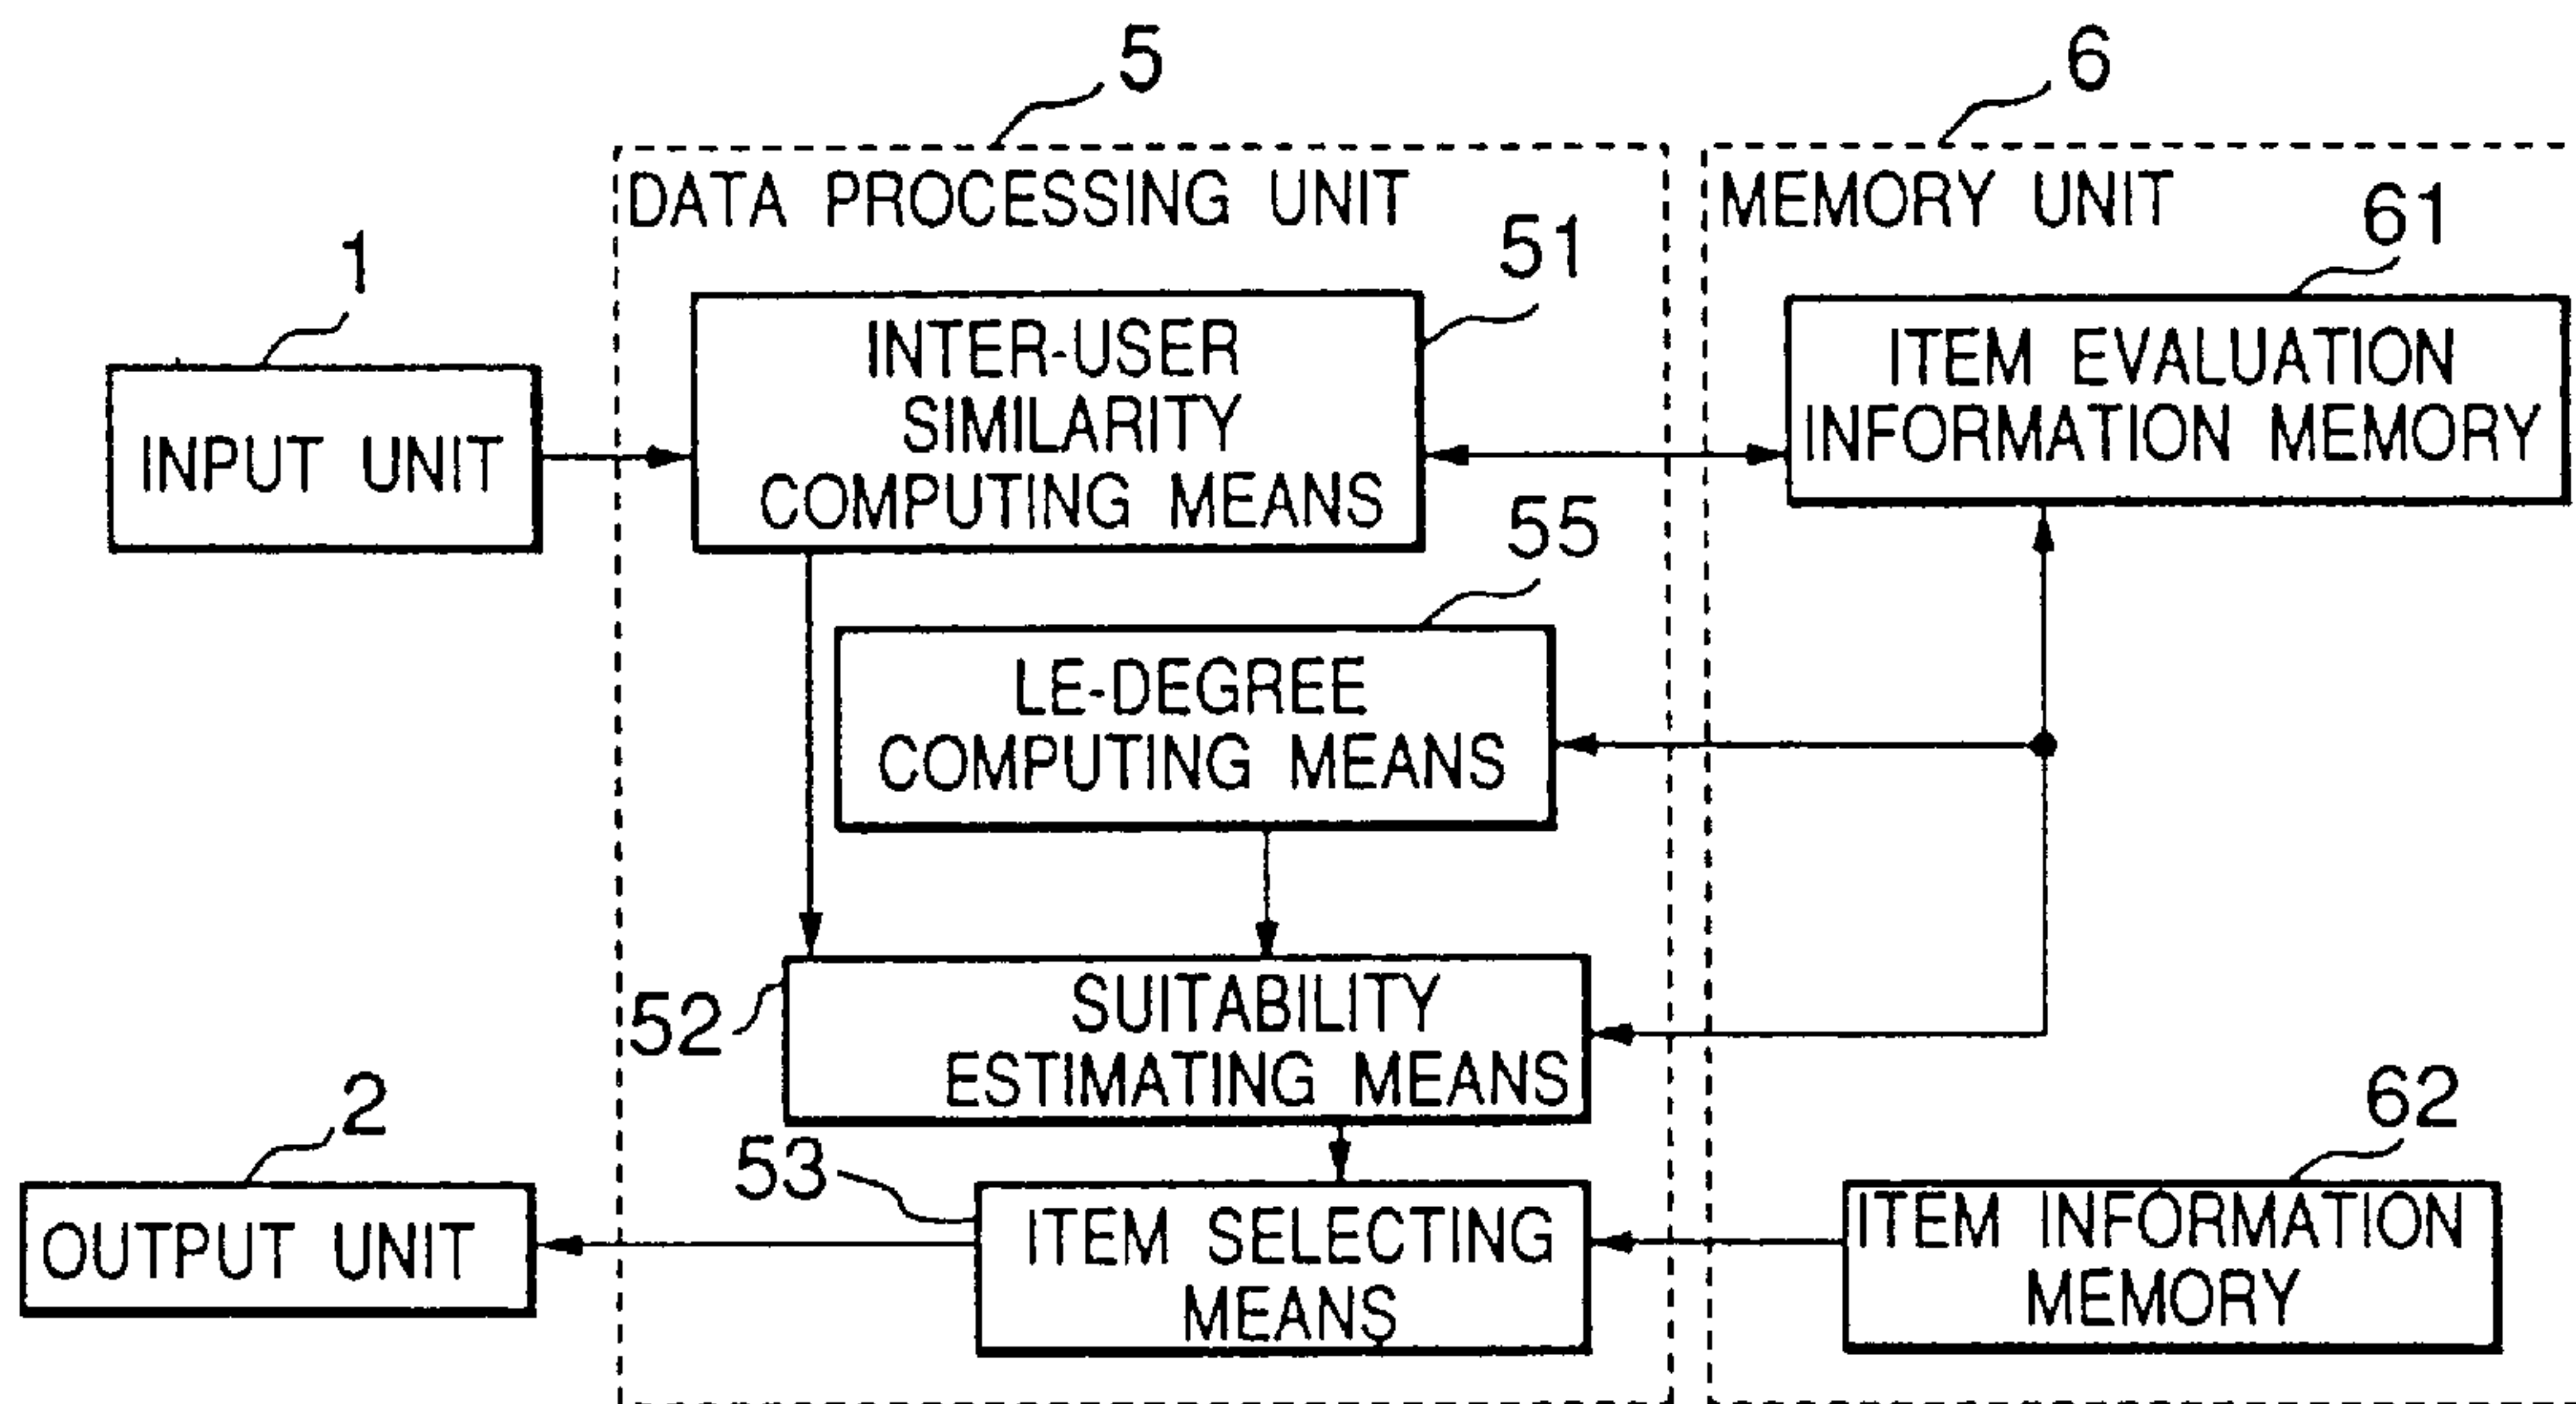 5
6
DATA PROCESSING UNIT
MEMORY UNIT
1
51
61
INPUT UNIT
INTER-USER
SIMILARITY
COMPUTING MEANS
ITEM EVALUATION
INFORMATION MEMORY
55
LE-DEGREE
COMPUTING MEANS
52
SUITABILITY
ESTIMATING MEANS
2
53
62
OUTPUT UNIT
ITEM SELECTING
MEANS
ITEM INFORMATION
MEMORY